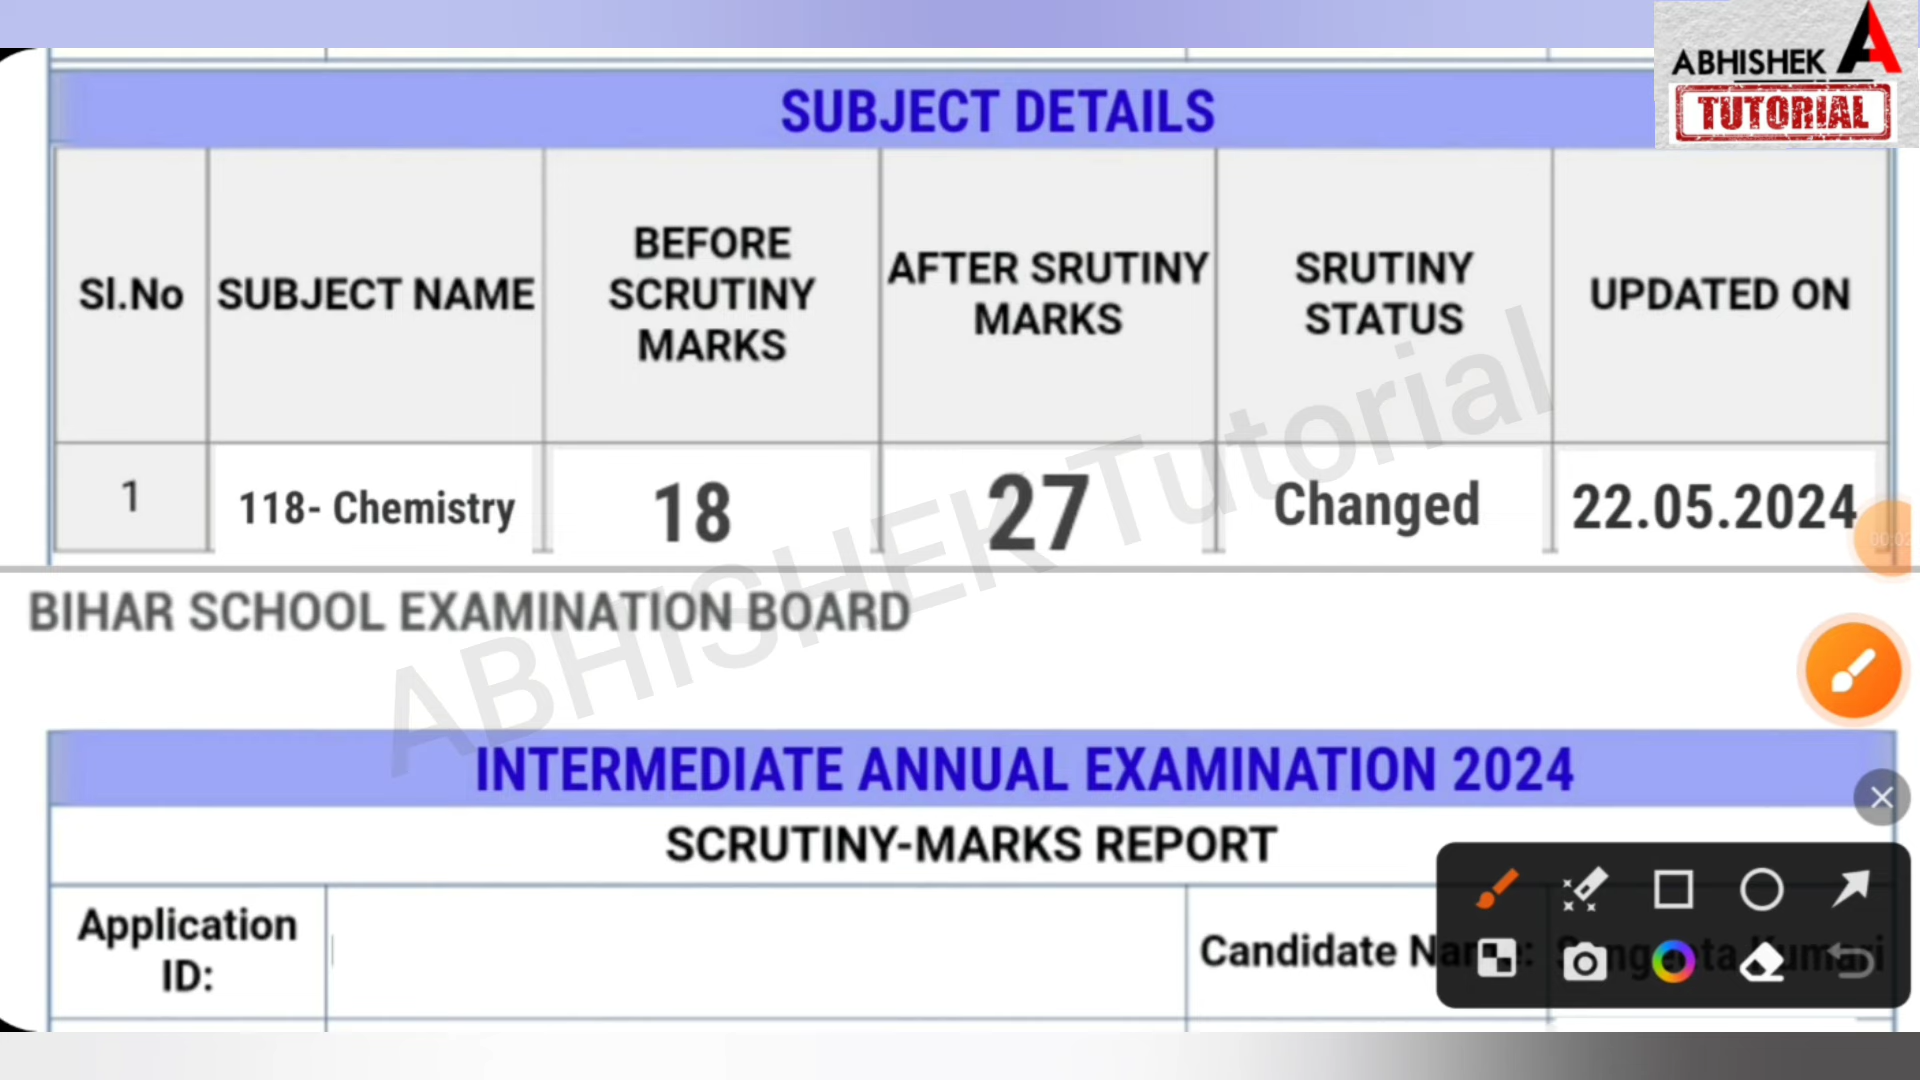 ABHISHEK A
TUTORIAL
SUBJECT DETAILS
Sl.No SUBJECT NAME BEFORE SCRUTINY MARKS AFTER SRUTINY MARKS SRUTINY STATUS UPDATED ON
1 118- Chemistry 18 27 Changed 22.05.2024
00:02
ABHISHEK Tutorial
BIHAR SCHOOL EXAMINATION BOARD
INTERMEDIATE ANNUAL EXAMINATION 2024
SCRUTINY-MARKS REPORT
Application ID:
Candidate